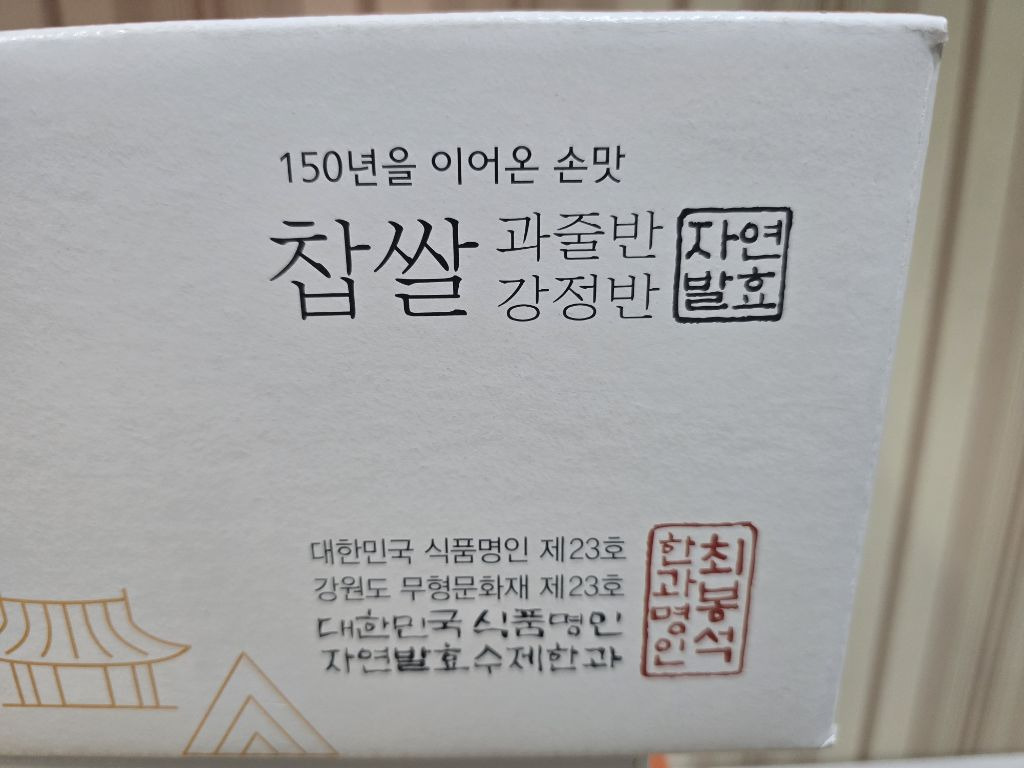 150년을 이어온 손맛
찹쌀 과줄반
강정반
자연
발효
대한민국 식품명인 제23호
강원도 무형문화재 제23호
대한민국 식품명인
자연발효수제한과
최봉석
한과명인